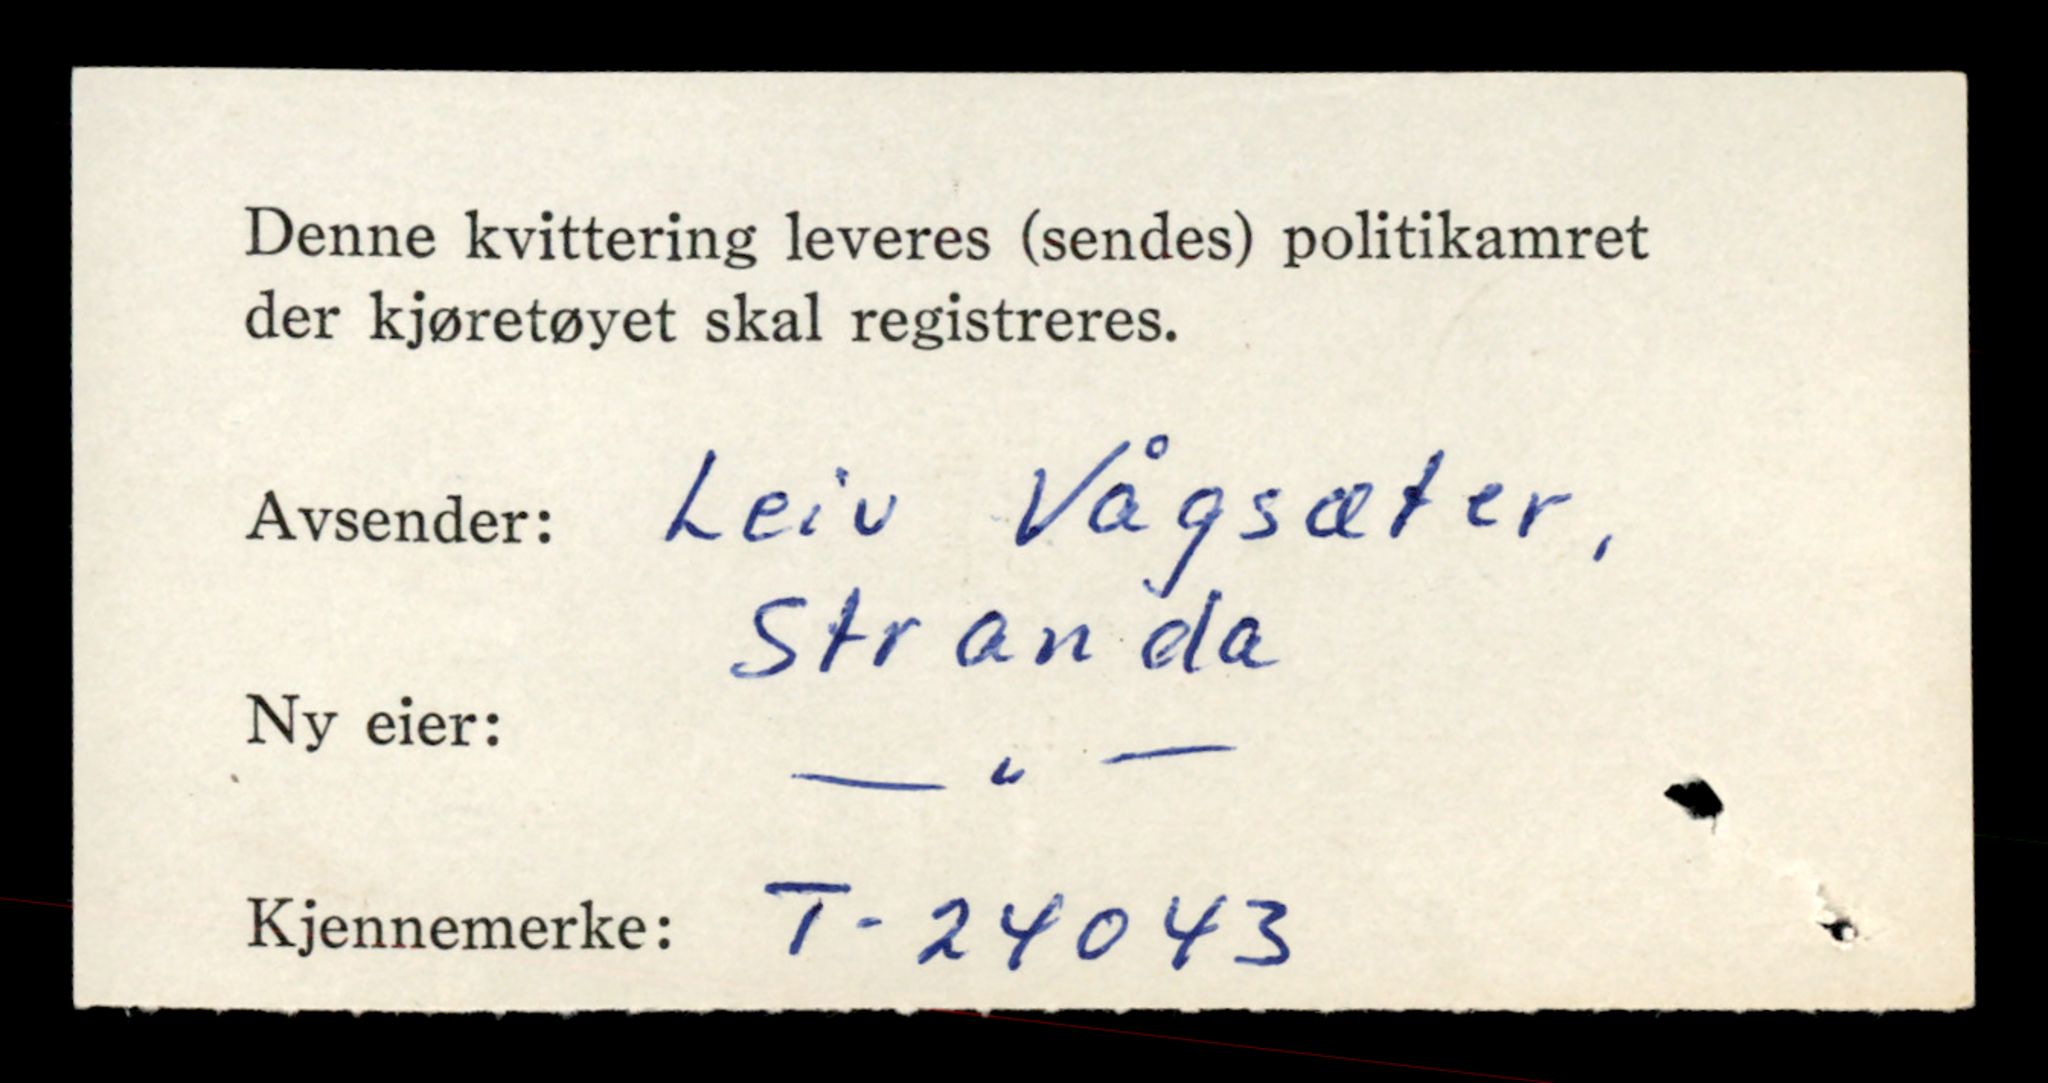 Denne kvittering leveres (sendes) politikamret
der kjøretøyet skal registreres.
Avsender: Leiv Vågsæter,
Stranda
Ny eier:
— " —
Kjennemerke: T-24043